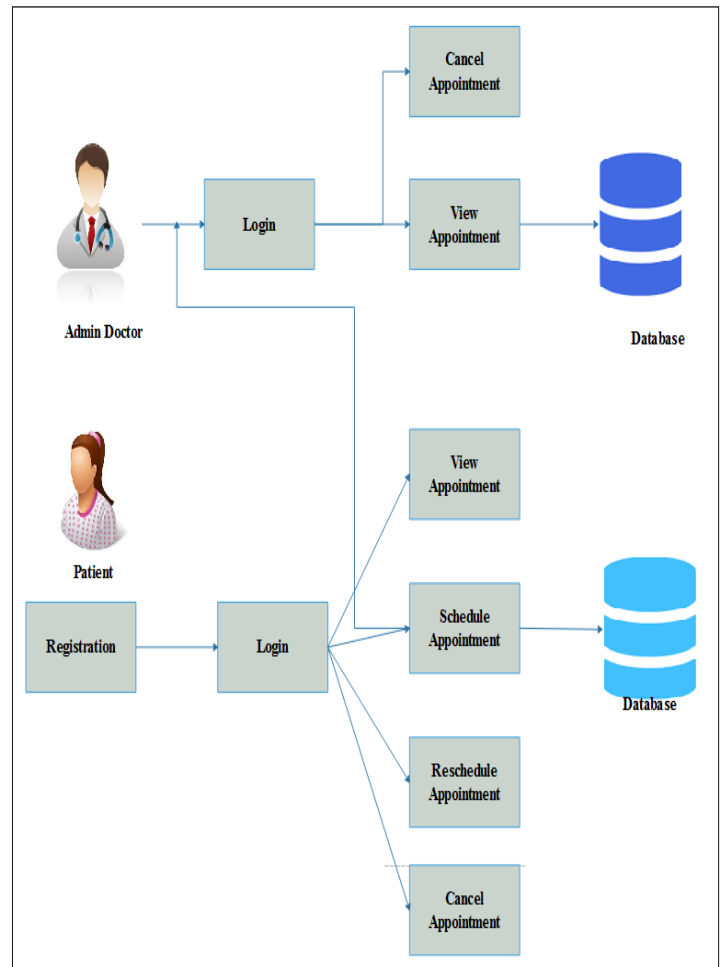 Cancel
Appointment
Login
View
Appointment
Admin Doctor
Database
View
Appointment
Patient
Registration
Login
Schedule
Appointment
Database
Reschedule
Appointment
Cancel
Appointment